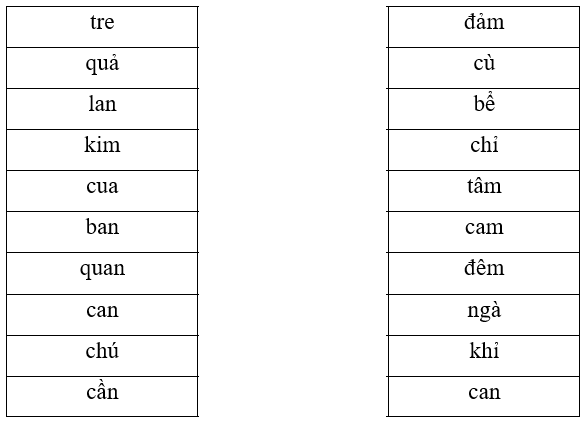 tre đảm
quả cù
lan bể
kim chỉ
cua tâm
ban cam
quan đêm
can ngà
chú khỉ
cần can